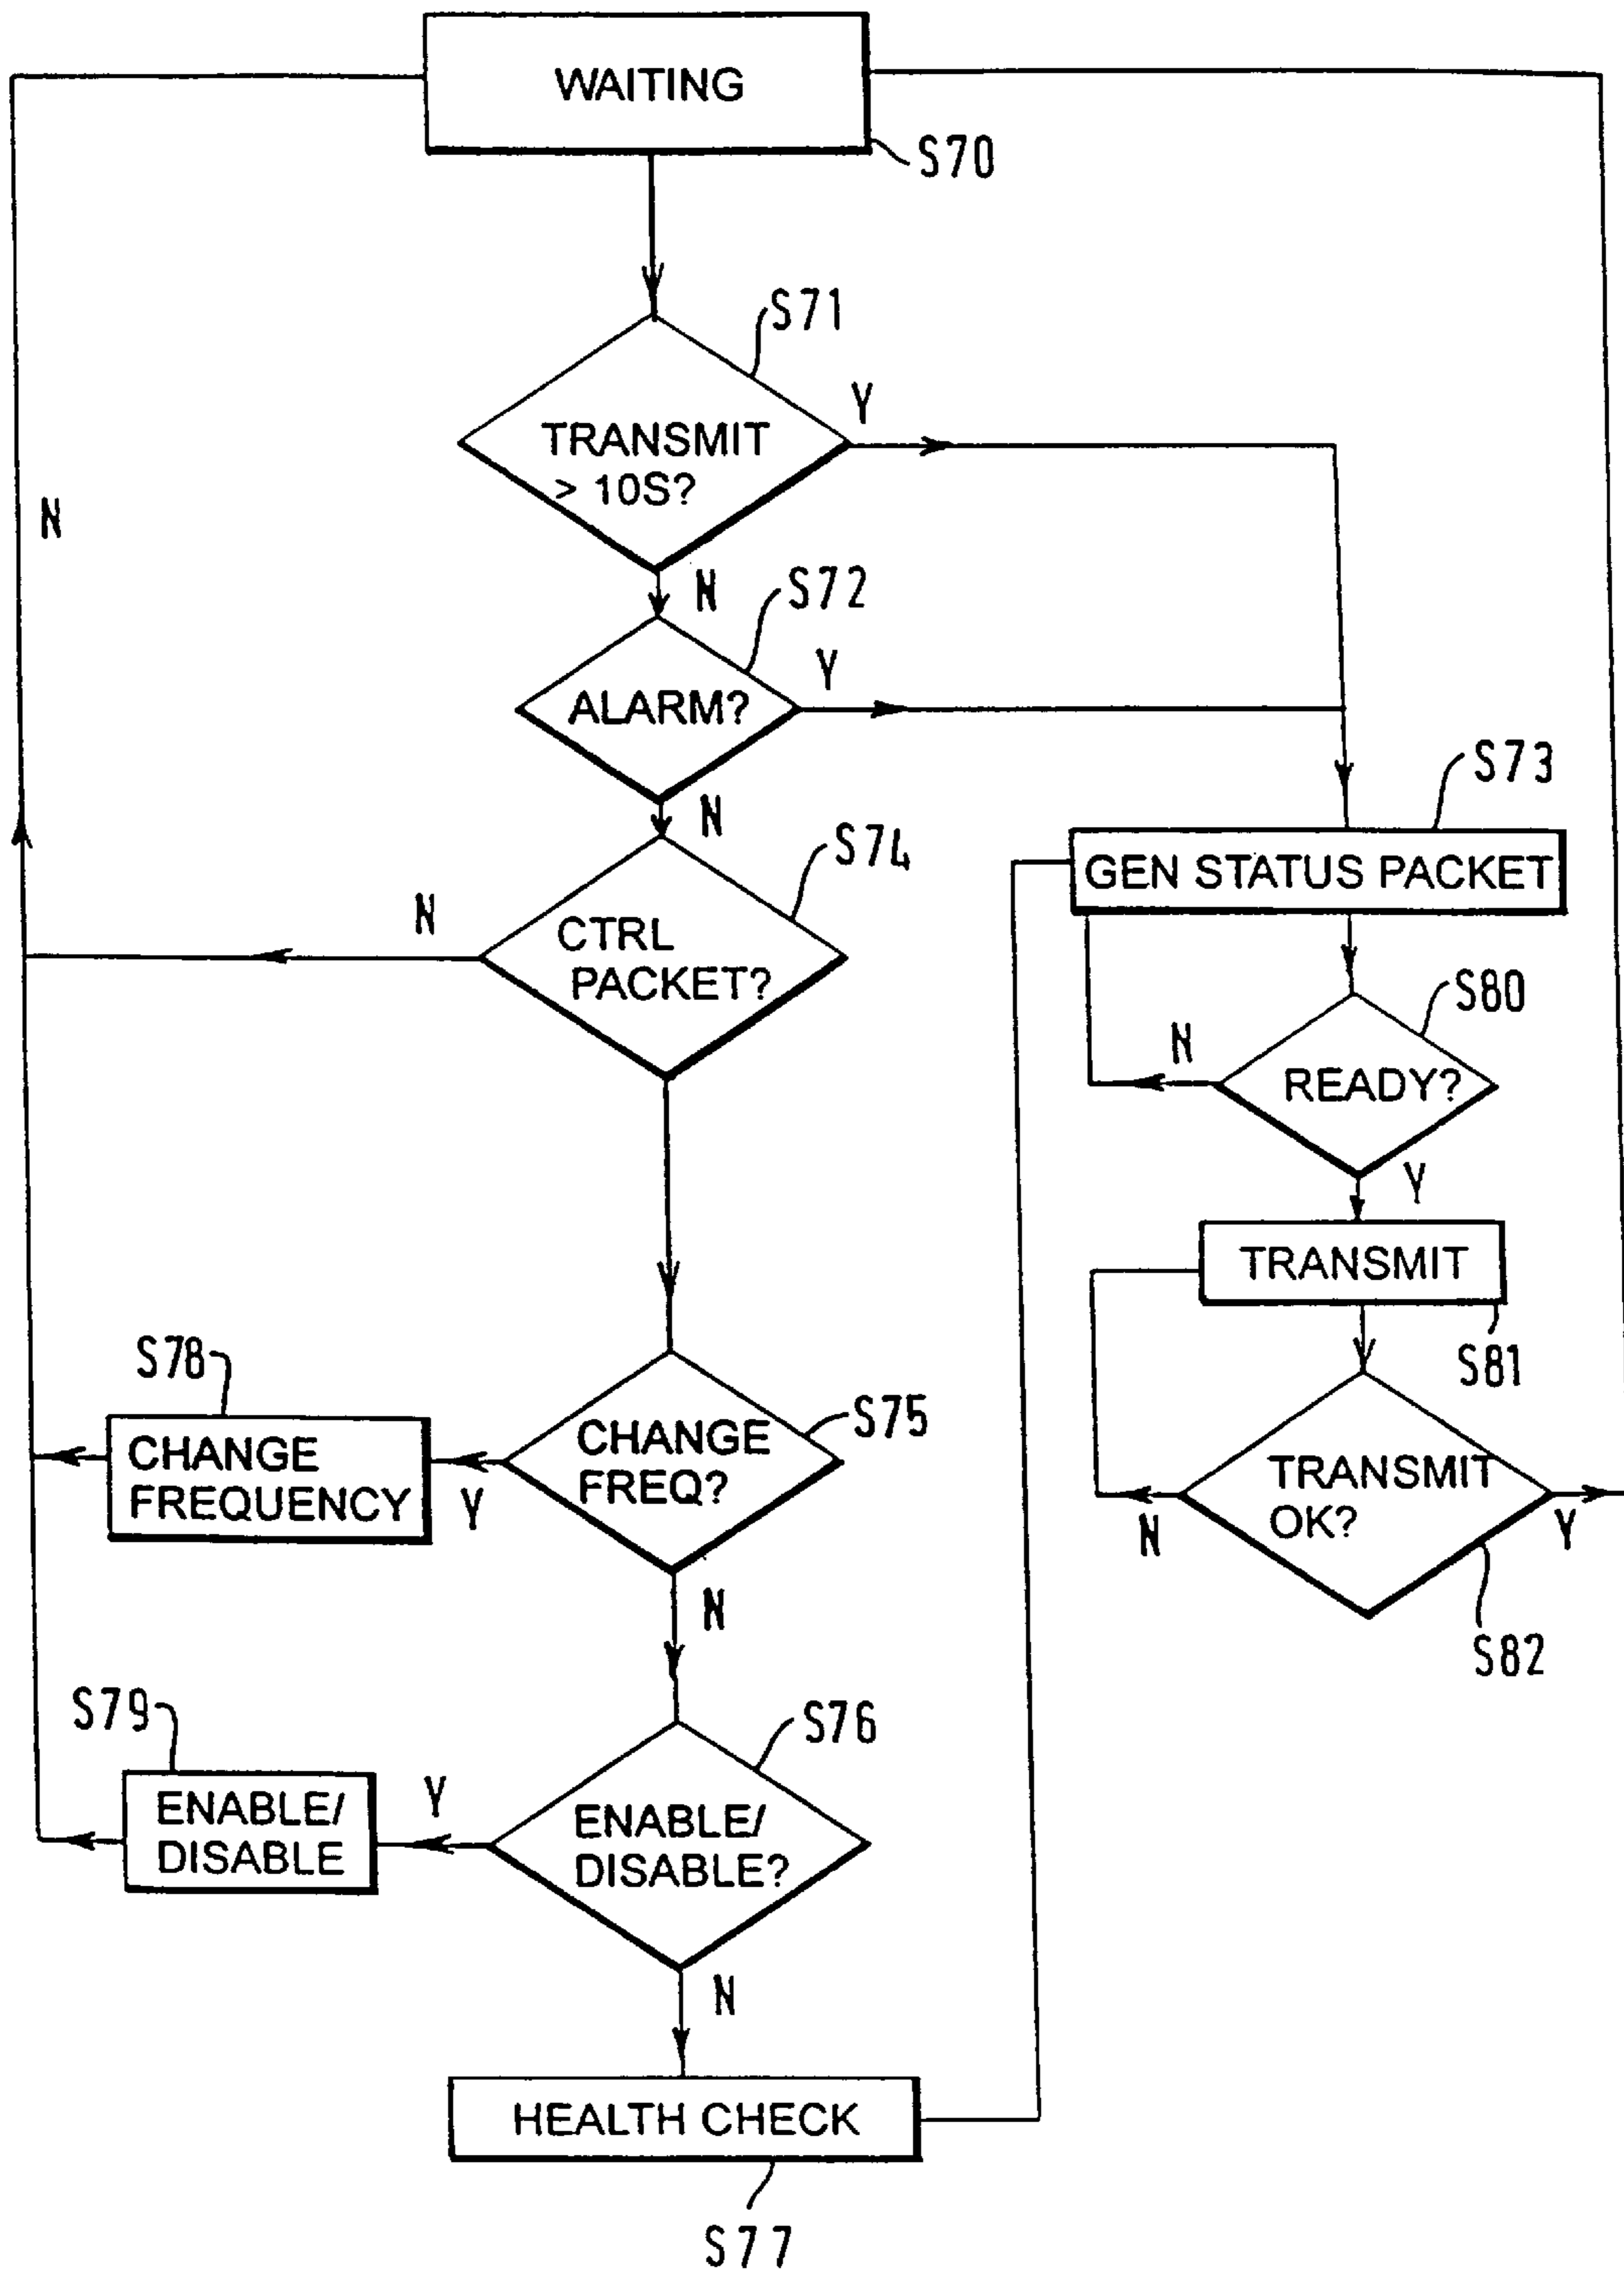 WAITING
S70
S71
TRANSMIT
> 10S?
Y
N
N
S72
ALARM?
Y
N
S73
GEN STATUS PACKET
S74
CTRL
PACKET?
N
S80
READY?
N
Y
TRANSMIT
S81
S78
CHANGE
FREQUENCY
Y
S75
CHANGE
FREQ?
N
TRANSMIT
OK?
N
Y
S82
S79
ENABLE/
DISABLE
Y
S76
ENABLE/
DISABLE?
N
HEALTH CHECK
S77